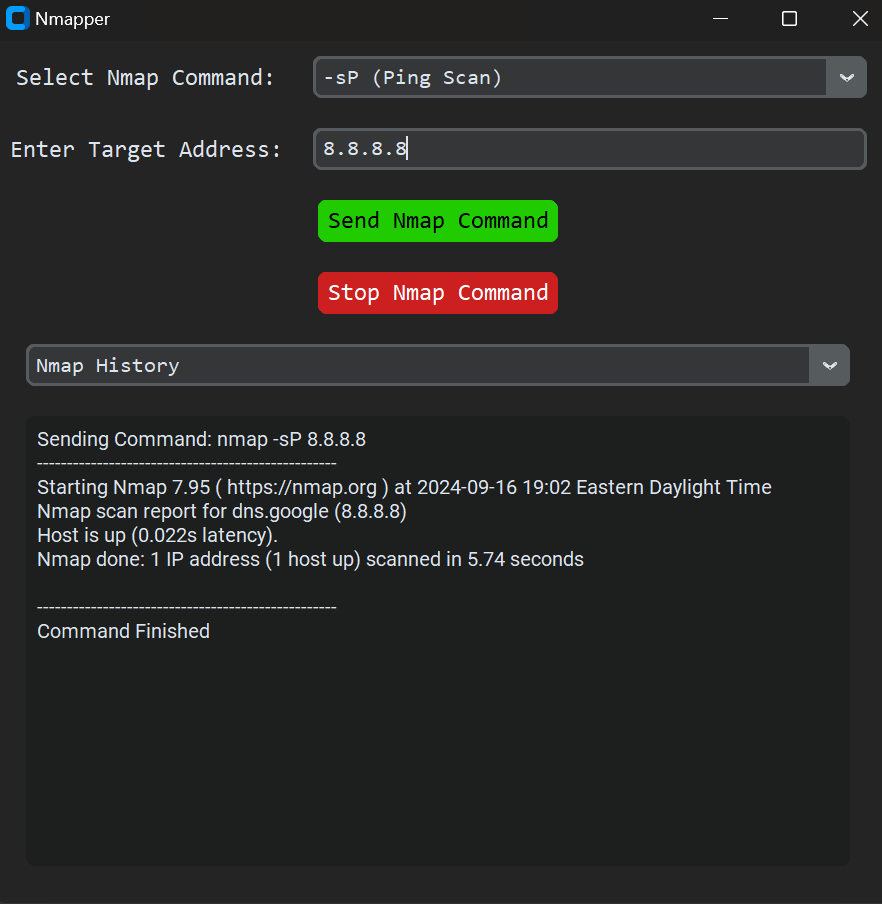 Nmapper
Select Nmap Command: -sP (Ping Scan)
Enter Target Address: 8.8.8.8
Send Nmap Command
Stop Nmap Command
Nmap History
Sending Command: nmap -sP 8.8.8.8
--------------------------------------------------
Starting Nmap 7.95 ( https://nmap.org ) at 2024-09-16 19:02 Eastern Daylight Time
Nmap scan report for dns.google (8.8.8.8)
Host is up (0.022s latency).
Nmap done: 1 IP address (1 host up) scanned in 5.74 seconds
--------------------------------------------------
Command Finished